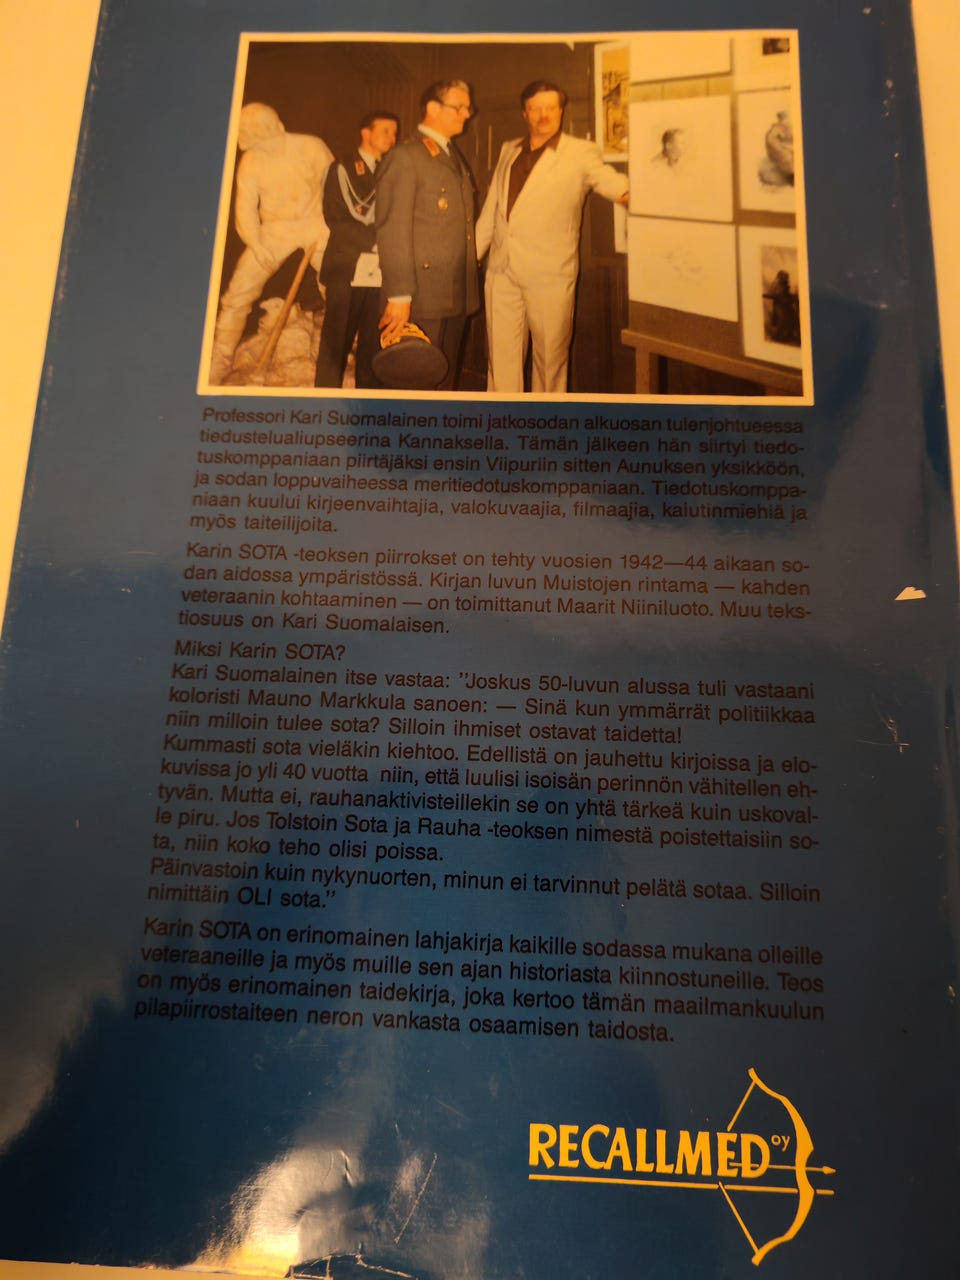 Professori Kari Suomalainen toimi jatkosodan alkuosan tulenjohtueessa
tiedustelualiupseerina Kannaksella. Tämän jälkeen hän siirtyi tiedo-
tuskomppaniaan piirtäjäksi ensin Viipuriin sitten Aunuksen yksikköön,
ja sodan loppuvaiheessa meritiedotuskomppaniaan. Tiedotuskomppa-
niaan kuului kirjeenvaihtajia, valokuvaajia, filmaajia, kaiutinmiehiä ja
myös taiteilijoita.
Karin SOTA -teoksen piirrokset on tehty vuosien 1942—44 aikaan so-
dan aidossa ympäristössä. Kirjan luvun Muistojen rintama — kahden
veteraanin kohtaaminen — on toimittanut Maarit Niiniluoto. Muu teks-
tiosuus on Kari Suomalaisen.
Miksi Karin SOTA?
Kari Suomalainen itse vastaa: ”Joskus 50-luvun alussa tuli vastaani
koloristi Mauno Markkula sanoen: — Sinä kun ymmärrät politiikkaa
niin milloin tulee sota? Silloin ihmiset ostavat taidetta!
Kummasti sota vieläkin kiehtoo. Edellistä on jauhettu kirjoissa ja elo-
kuvissa jo yli 40 vuotta niin, että luulisi isoisän perinnön vähitellen eh-
tyvän. Mutta ei, rauhanaktivisteillekin se on yhtä tärkeä kuin uskoval-
le piru. Jos Tolstoin Sota ja Rauha -teoksen nimestä poistettaisiin so-
ta, niin koko teho olisi poissa.
Päinvastoin kuin nykynuorten, minun ei tarvinnut pelätä sotaa. Silloin
nimittäin OLI sota.”
Karin SOTA on erinomainen lahjakirja kaikille sodassa mukana olleille
veteraaneille ja myös muille sen ajan historiasta kiinnostuneille. Teos
on myös erinomainen taidekirja, joka kertoo tämän maailmankuulun
pilapiirrostaiteen neron vankasta osaamisen taidosta.
RECALLMED OY